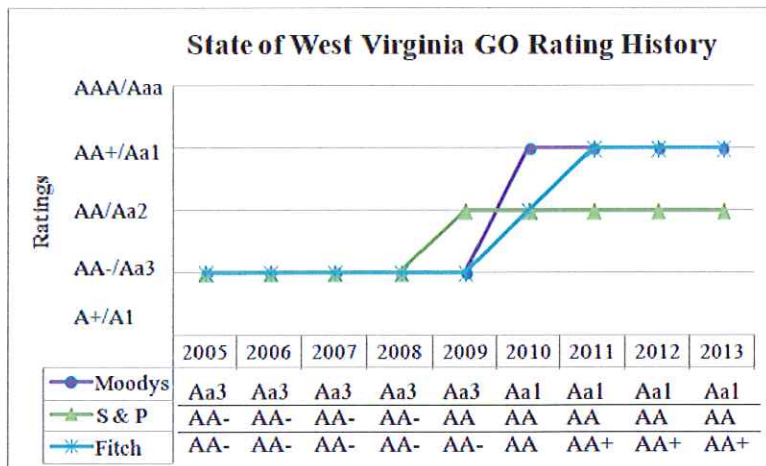 State of West Virginia GO Rating History
Ratings
AAA/Aaa
AA+/Aa1
AA/Aa2
AA-/Aa3
A+/A1
2005 2006 2007 2008 2009 2010 2011 2012 2013
Moodys Aa3 Aa3 Aa3 Aa3 Aa3 Aa1 Aa1 Aa1 Aa1
S & P AA- AA- AA- AA- AA AA AA AA AA
Fitch AA- AA- AA- AA- AA- AA AA+ AA+ AA+